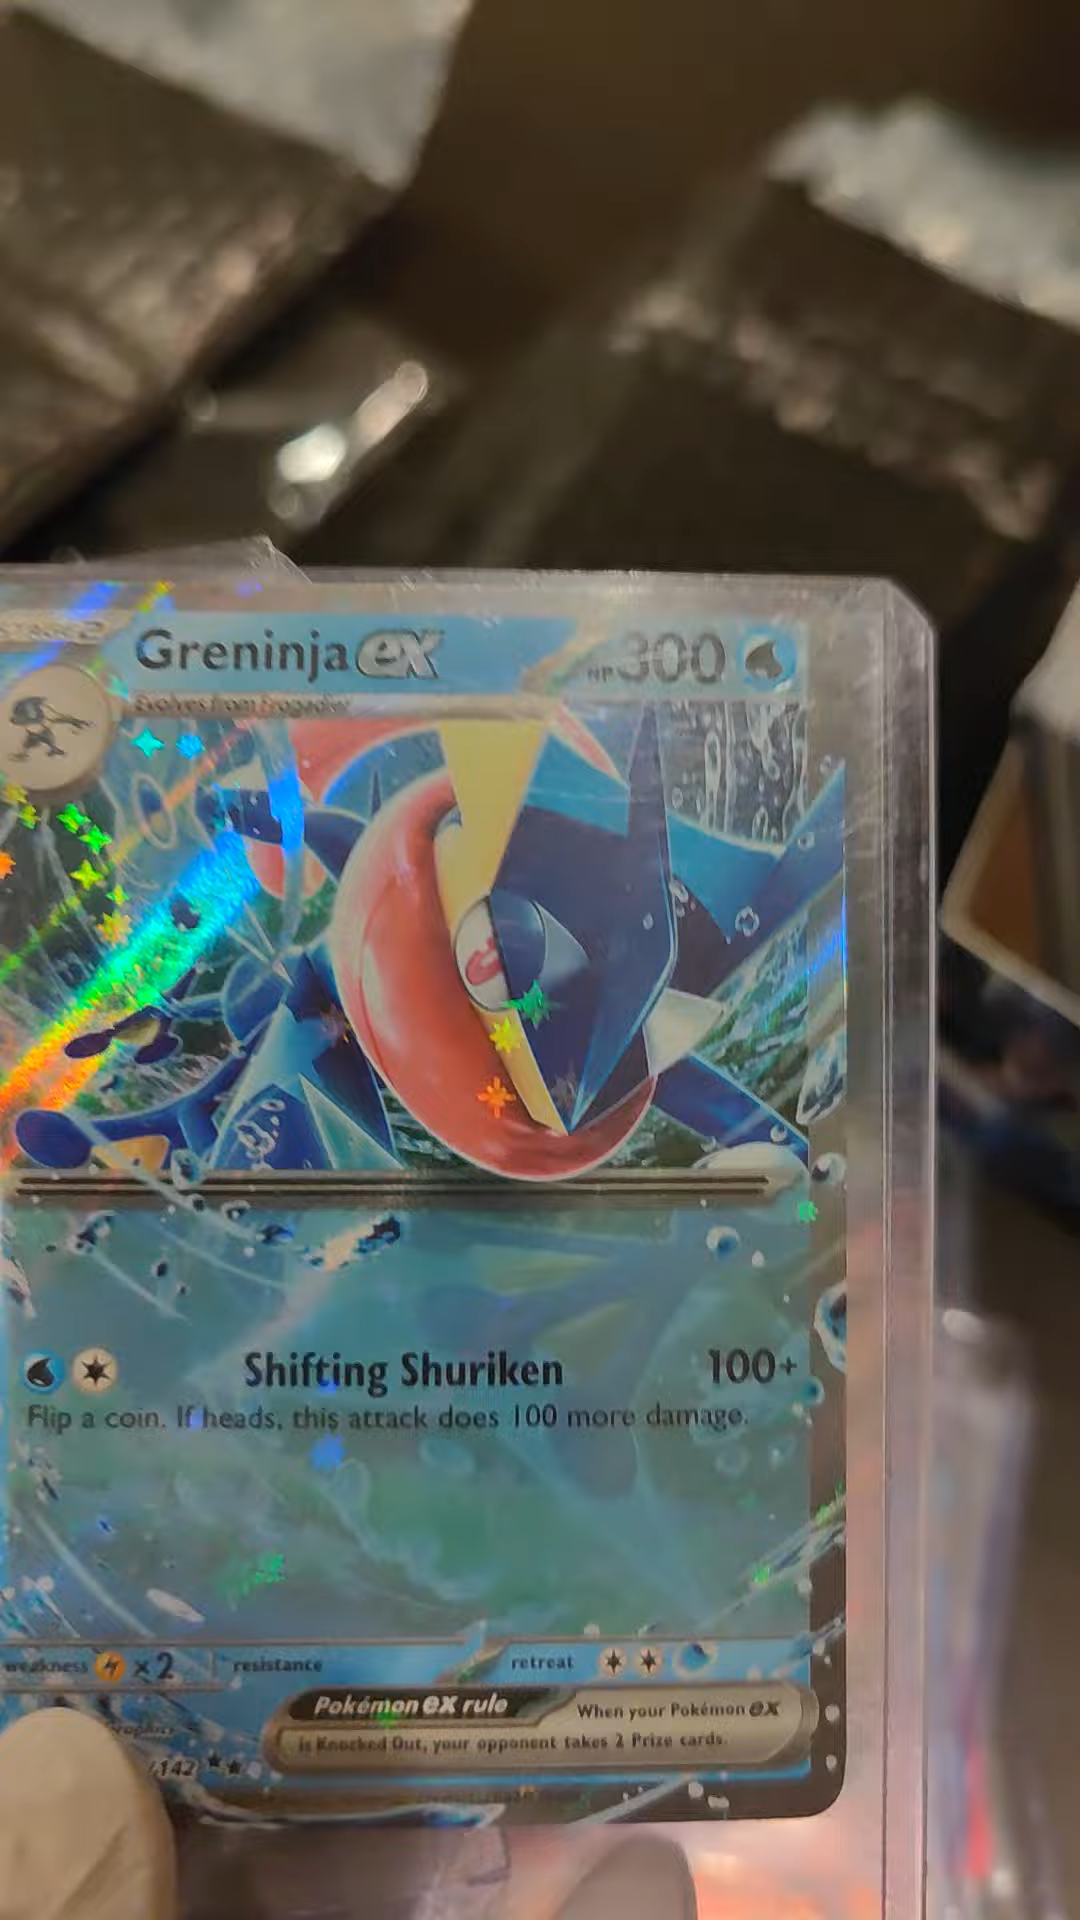 Greninja ex HP 300
Evolves from Frogadier
Shifting Shuriken 100+
Flip a coin. If heads, this attack does 100 more damage.
weakness ×2 resistance retreat
Pokémon ex rule When your Pokémon ex
is Knocked Out, your opponent takes 2 Prize cards.
/142